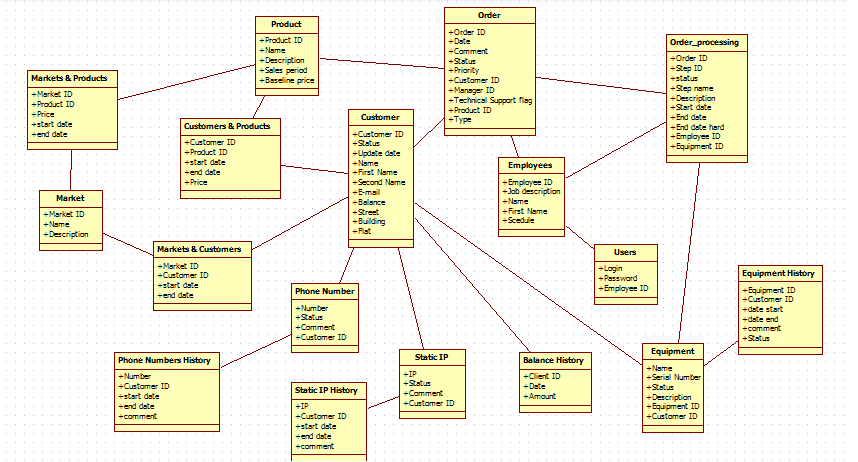 Product
+Product ID
+Name
+Description
+Sales period
+Baseline price
Order
+Order ID
+Date
+Comment
+Status
+Priority
+Customer ID
+Manager ID
+Technical Support flag
+Product ID
+Type
Order_processing
+Order ID
+Step ID
+status
+Step name
+Description
+Start date
+End date
+End date hard
+Employee ID
+Equipment ID
Markets & Products
+Market ID
+Product ID
+Price
+start date
+end date
Customers & Products
+Customer ID
+Product ID
+start date
+end date
+Price
Customer
+Customer ID
+Status
+Update date
+Name
+First Name
+Second Name
+E-mail
+Balance
+Street
+Building
+Flat
Employees
+Employee ID
+Job description
+Name
+First Name
+Scedule
Market
+Market ID
+Name
+Description
Markets & Customers
+Market ID
+Customer ID
+start date
+end date
Users
+Login
+Password
+Employee ID
Equipment History
+Equipment ID
+Customer ID
+date start
+date end
+comment
+Status
Phone Number
+Number
+Status
+Comment
+Customer ID
Phone Numbers History
+Number
+Customer ID
+start date
+end date
+comment
Static IP
+IP
+Status
+Comment
+Customer ID
Balance History
+Client ID
+Date
+Amount
Equipment
+Name
+Serial Number
+Status
+Description
+Equipment ID
+Customer ID
Static IP History
+IP
+Customer ID
+start date
+end date
+comment